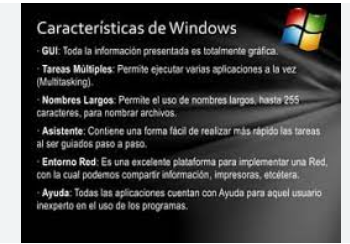 Características de Windows
· GUI: Toda la información presentada es totalmente gráfica.
· Tareas Múltiples: Permite ejecutar varias aplicaciones a la vez
(Multitasking).
· Nombres Largos: Permite el uso de nombres largos, hasta 255
caracteres, para nombrar archivos.
· Asistente: Contiene una forma fácil de realizar más rápido las tareas
al ser guiados paso a paso.
· Entorno Red: Es una excelente plataforma para implementar una Red,
con la cual podemos compartir información, impresoras, etcétera.
· Ayuda: Todas las aplicaciones cuentan con Ayuda para aquel usuario
inexperto en el uso de los programas.